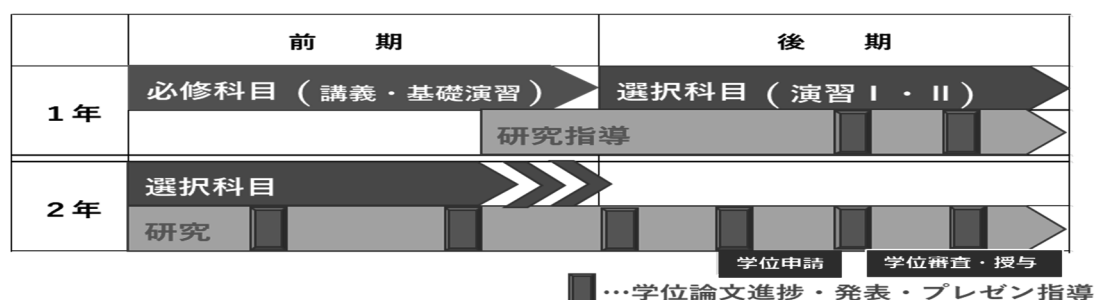 前　期　後　期
1年
必修科目（講義・基礎演習）　選択科目（演習Ⅰ・Ⅱ）
研究指導
2年
選択科目
研究
学位申請　学位審査・授与
…学位論文進捗・発表・プレゼン指導